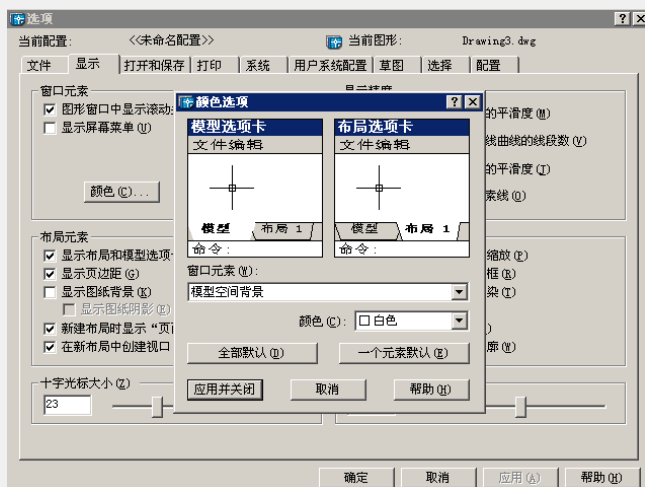 选项
当前配置: <<未命名配置>> 当前图形: Drawing3.dwg
文件 显示 打开和保存 打印 系统 用户系统配置 草图 选择 配置
窗口元素
图形窗口中显示滚动
显示屏幕菜单(U)
颜色(C)...
的平滑度(M)
线曲线的线段数(V)
的平滑度(J)
素线(O)
颜色选项
模型选项卡 布局选项卡
文件编辑 文件编辑
模型 布局 1 模型 布局 1
命令: 命令:
窗口元素(W):
模型空间背景
颜色(C): 白色
全部默认(D) 一个元素默认(E)
应用并关闭 取消 帮助(H)
布局元素
显示布局和模型选项
显示页边距(G)
显示图纸背景(K)
显示图纸阴影(E)
新建布局时显示“页
在新布局中创建视口
缩放(P)
框(R)
染(T)
廓(W)
十字光标大小(Z)
23
确定 取消 应用(A) 帮助(H)